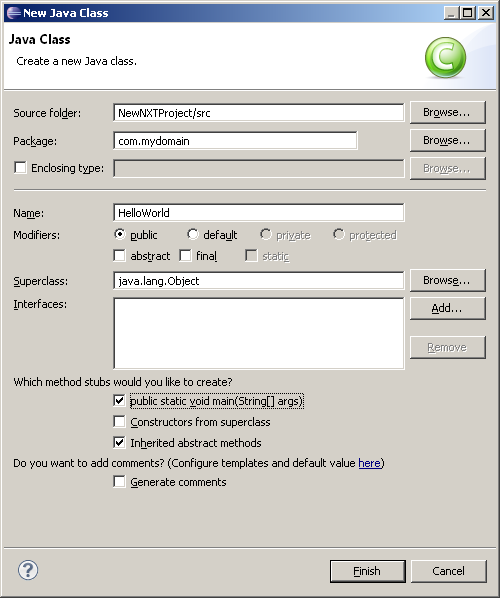 New Java Class
Java Class
Create a new Java class.
C
Source folder: NewNXTProject/src Browse...
Package: com.mydomain Browse...
Enclosing type: Browse...
Name: HelloWorld
Modifiers: public default private protected
abstract final static
Superclass: java.lang.Object Browse...
Interfaces: Add...
Remove
Which method stubs would you like to create?
public static void main(String[] args)
Constructors from superclass
Inherited abstract methods
Do you want to add comments? (Configure templates and default value here)
Generate comments
? Finish Cancel